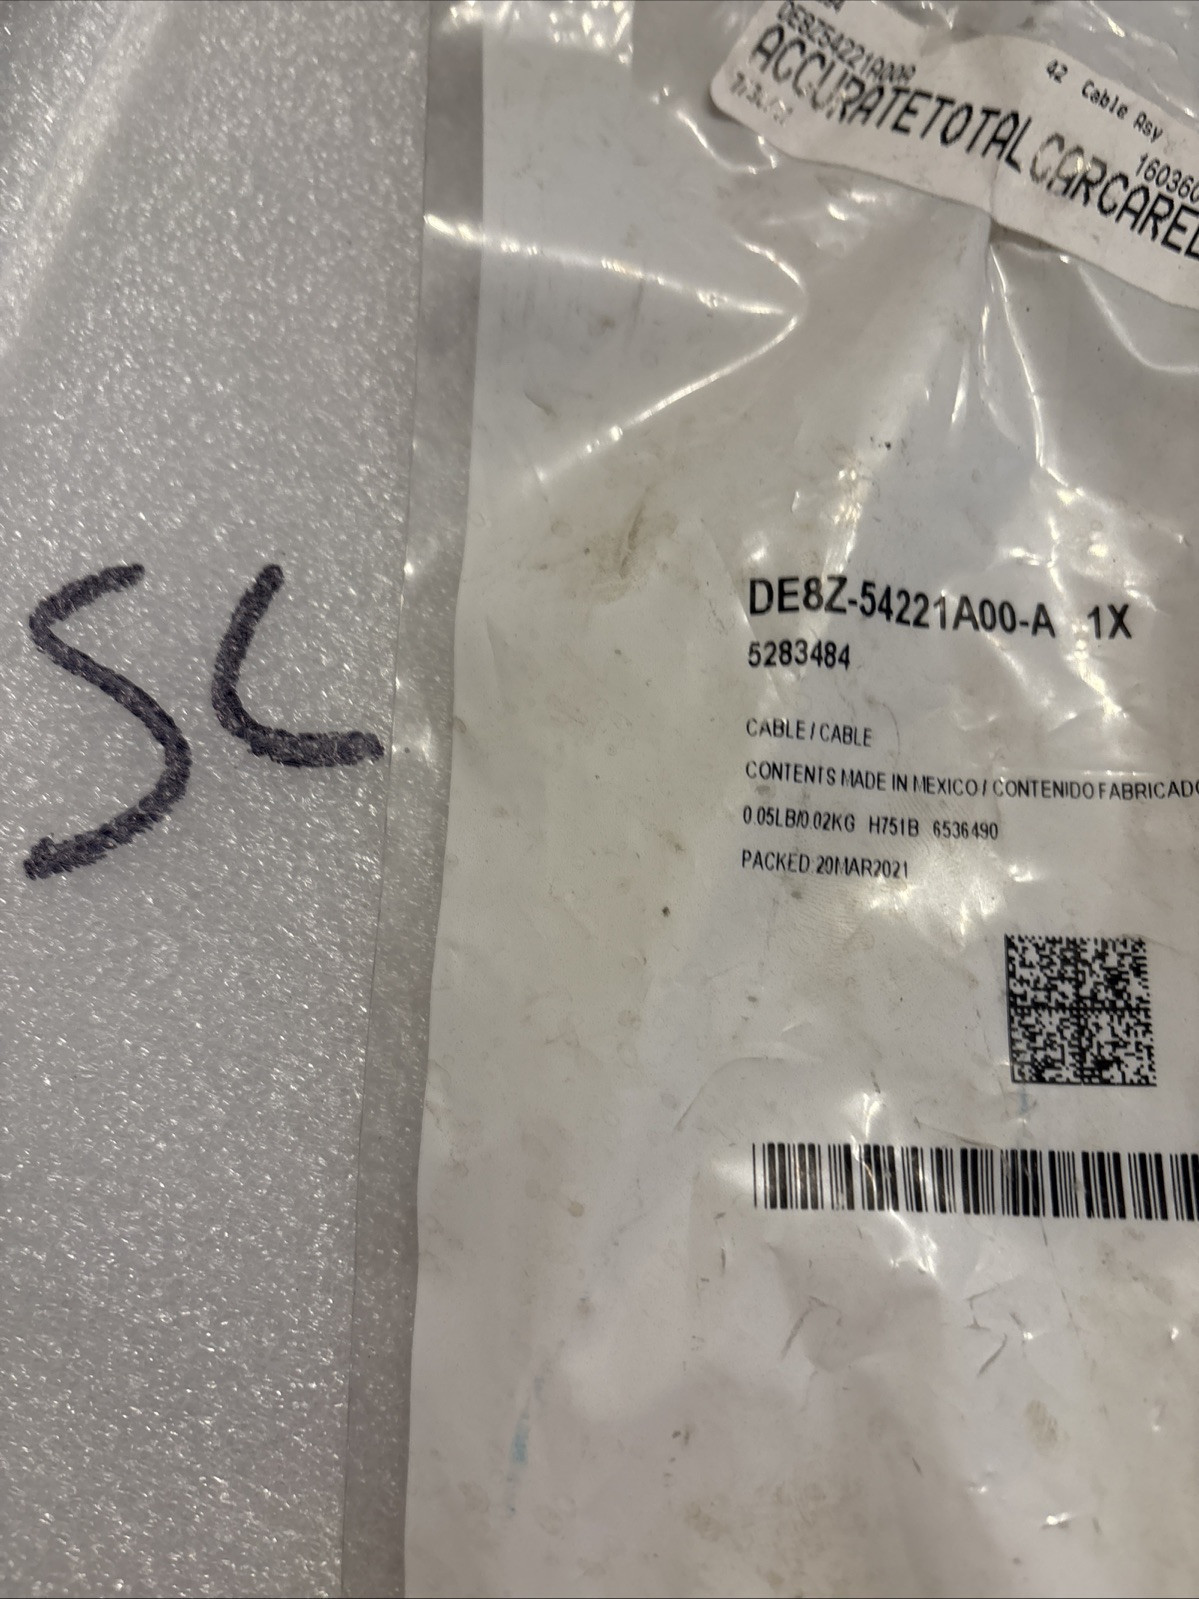 DE8Z54221A00A
42 Cable Asy
160360
ACCURATETOTAL CARCARE
SC
DE8Z-54221A00-A 1X
5283484
CABLE / CABLE
CONTENTS MADE IN MEXICO / CONTENIDO FABRICADO
0.05LB/0.02KG H751B 6536490
PACKED 20MAR2021